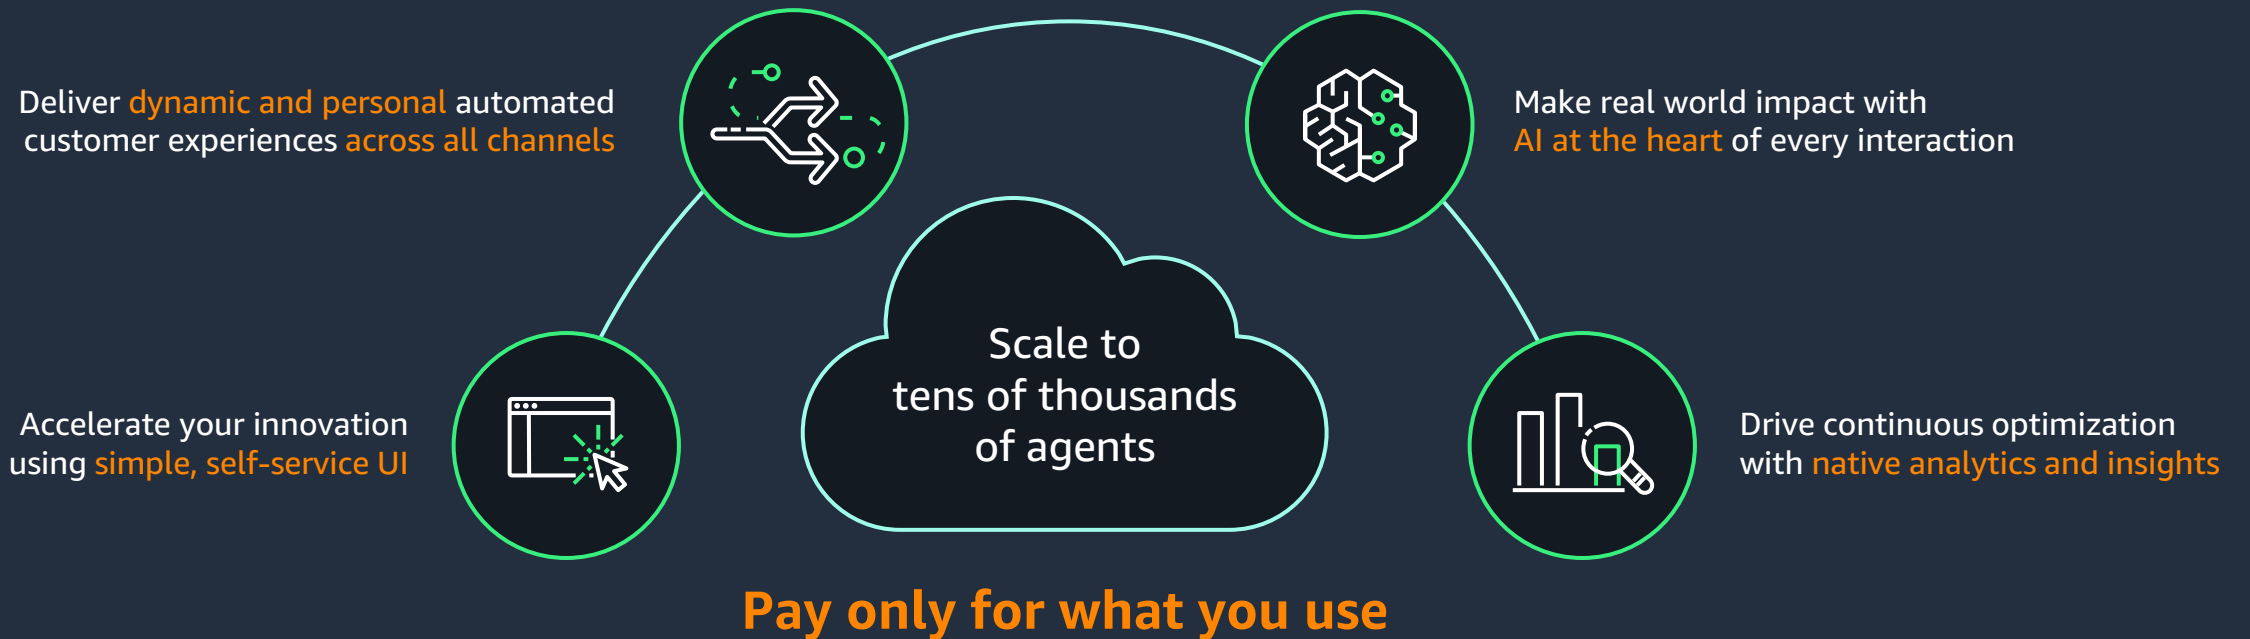 Deliver dynamic and personal automated
customer experiences across all channels
Make real world impact with
AI at the heart of every interaction
Accelerate your innovation
using simple, self-service UI
Scale to
tens of thousands
of agents
Drive continuous optimization
with native analytics and insights
Pay only for what you use